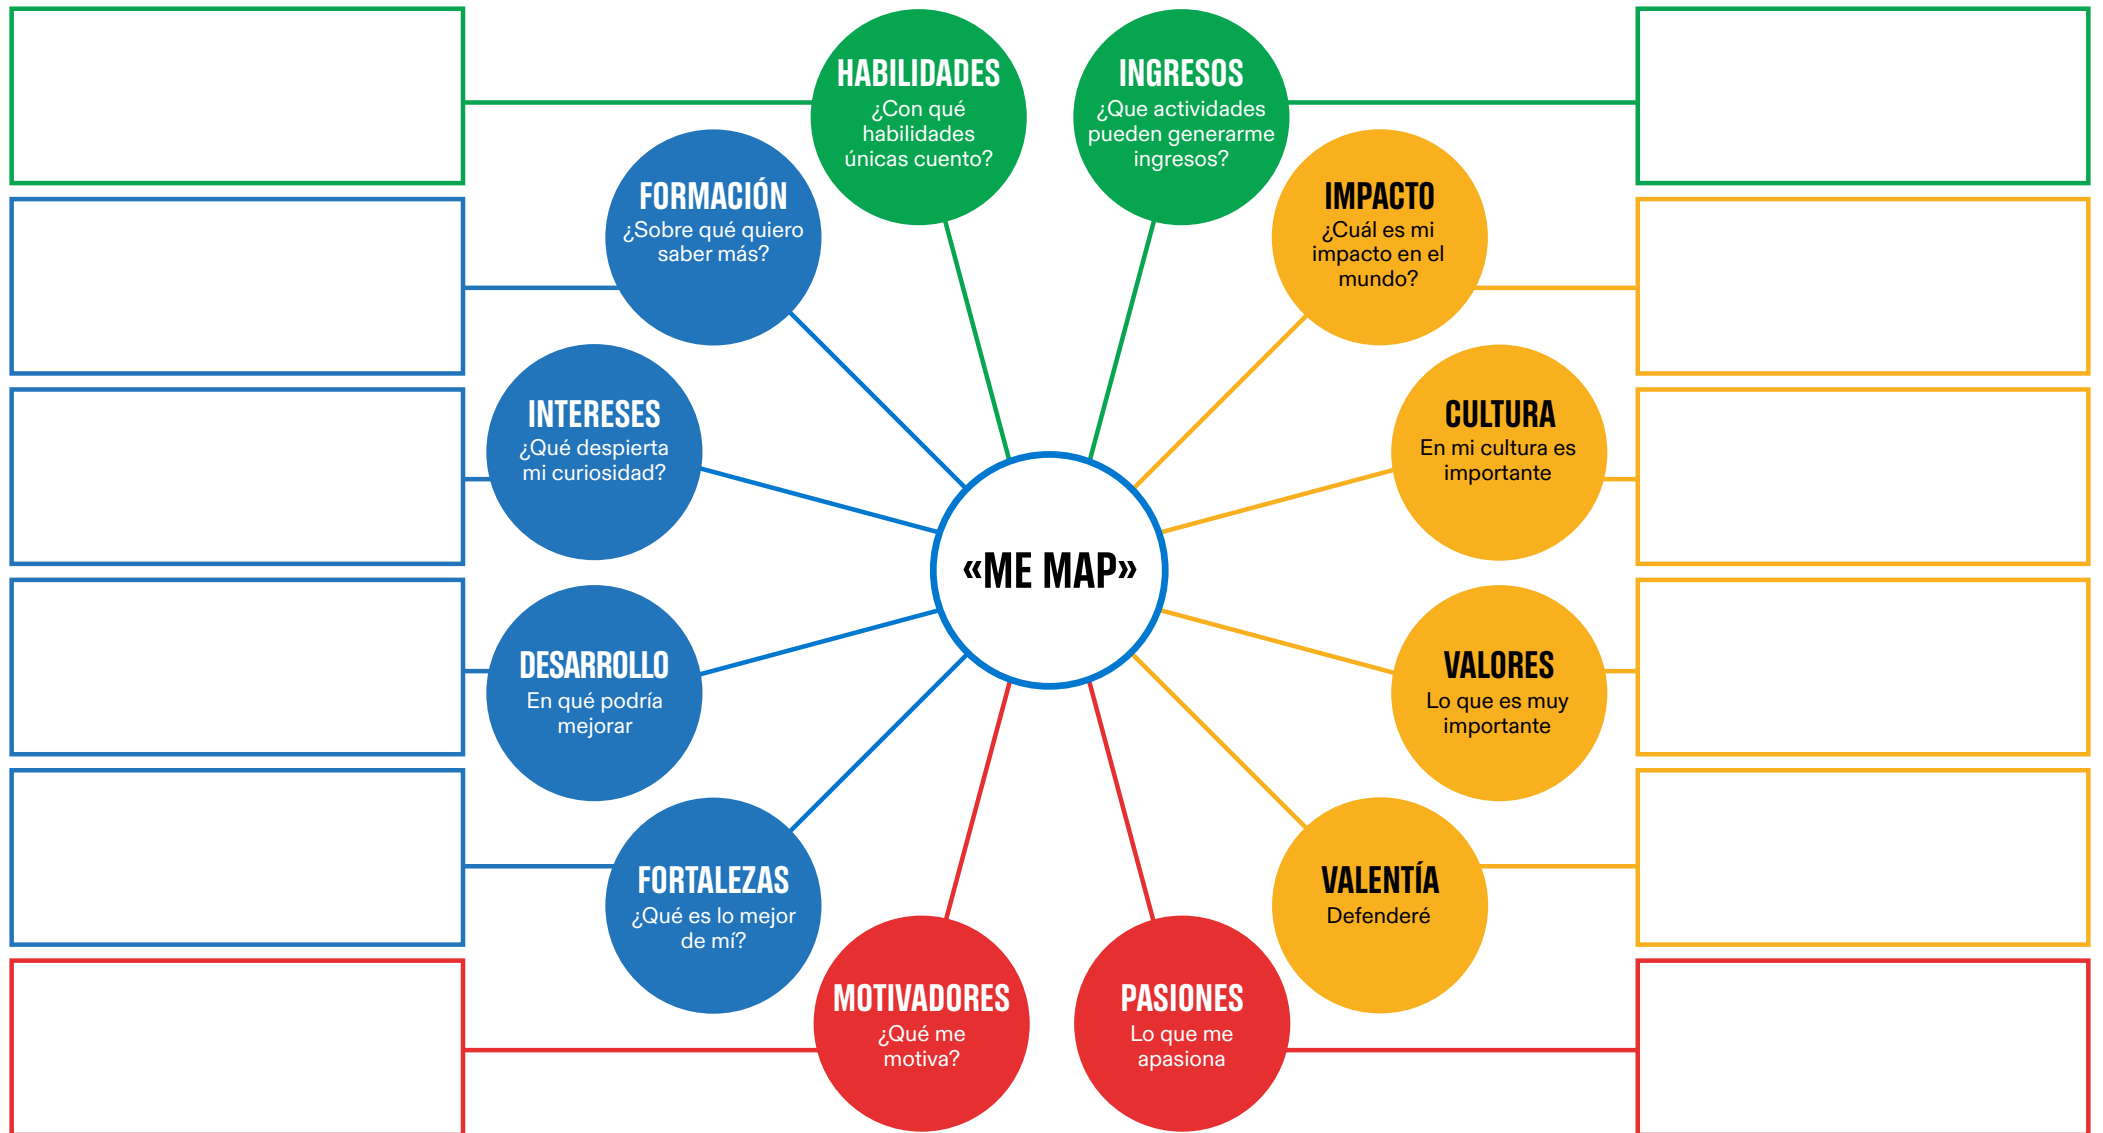 HABILIDADES
¿Con qué
habilidades
únicas cuento?
INGRESOS
¿Que actividades
pueden generarme
ingresos?
FORMACIÓN
¿Sobre qué quiero
saber más?
IMPACTO
¿Cuál es mi
impacto en el
mundo?
INTERESES
¿Qué despierta
mi curiosidad?
CULTURA
En mi cultura es
importante
«ME MAP»
DESARROLLO
En qué podría
mejorar
VALORES
Lo que es muy
importante
FORTALEZAS
¿Qué es lo mejor
de mí?
VALENTÍA
Defenderé
MOTIVADORES
¿Qué me
motiva?
PASIONES
Lo que me
apasiona